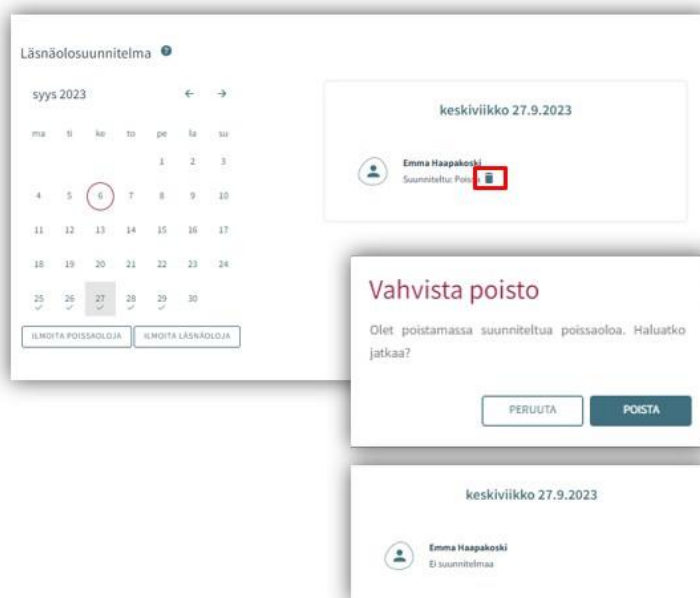 Läsnäolosuunnitelma ?
syys 2023 ← →
ma ti ke to pe la su
1 2 3
4 5 6 7 8 9 10
11 12 13 14 15 16 17
18 19 20 21 22 23 24
25 26 27 28 29 30
ILMOITA POISSAOLOJA ILMOITA LÄSNÄOLOJA
keskiviikko 27.9.2023
Emma Haapakoski
Suunniteltu: Poissa
Vahvista poisto
Olet poistamassa suunniteltua poissaoloa. Haluatko
jatkaa?
PERUUTA POISTA
keskiviikko 27.9.2023
Emma Haapakoski
Ei suunnitelmaa